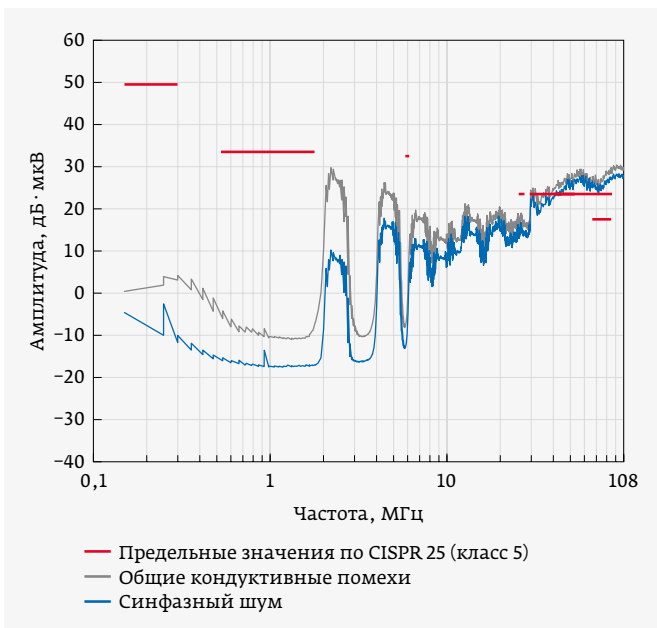 60
50
40
30
20
10
0
−10
−20
−30
−40
Амплитуда, дБ · мкВ
0,1 1 10 108
Частота, МГц
Предельные значения по CISPR 25 (класс 5)
Общие кондуктивные помехи
Синфазный шум